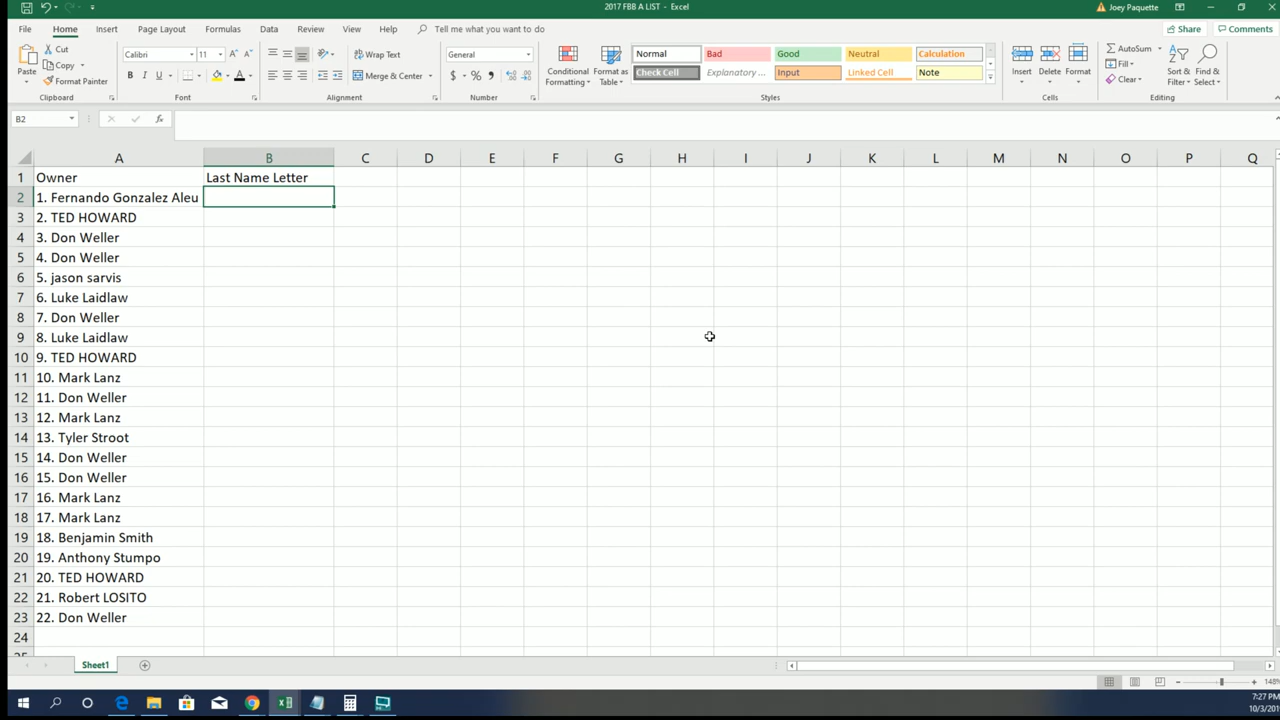 2017 FBB A LIST - Excel
Joey Paquette
File Home Insert Page Layout Formulas Data Review View Help Tell me what you want to do
Share Comments
Cut
Copy
Format Painter
Paste
Clipboard
Calibri 11
B I U
Font
Wrap Text
Merge & Center
Alignment
General
$ % ,
Number
Conditional Formatting
Format as Table
Normal Bad Good Neutral Calculation
Check Cell Explanatory ... Input Linked Cell Note
Styles
Insert Delete Format
Cells
AutoSum
Fill
Clear
Sort & Filter
Find & Select
Editing
B2
fx
A B C D E F G H I J K L M N O P Q
1 Owner Last Name Letter
2 1. Fernando Gonzalez Aleu
3 2. TED HOWARD
4 3. Don Weller
5 4. Don Weller
6 5. jason sarvis
7 6. Luke Laidlaw
8 7. Don Weller
9 8. Luke Laidlaw
10 9. TED HOWARD
11 10. Mark Lanz
12 11. Don Weller
13 12. Mark Lanz
14 13. Tyler Stroot
15 14. Don Weller
16 15. Don Weller
17 16. Mark Lanz
18 17. Mark Lanz
19 18. Benjamin Smith
20 19. Anthony Stumpo
21 20. TED HOWARD
22 21. Robert LOSITO
23 22. Don Weller
24
25
Sheet1
148%
7:27 PM